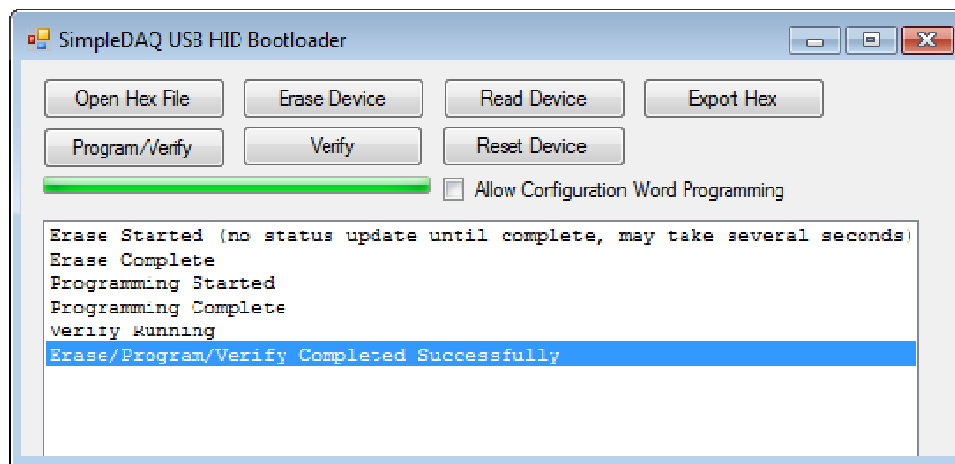 SimpleDAQ USB HID Bootloader
Open Hex File Erase Device Read Device Expot Hex
Program/Verify Verify Reset Device
Allow Configuration Word Programming
Erase Started (no status update until complete, may take several seconds)
Erase Complete
Programming Started
Programming Complete
Verify Running
Erase/Program/Verify Completed Successfully